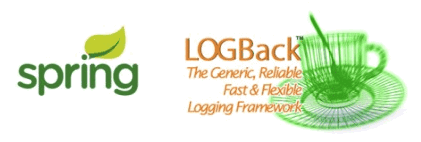 spring
LOGBack™
The Generic, Reliable
Fast & Flexible
Logging Framework